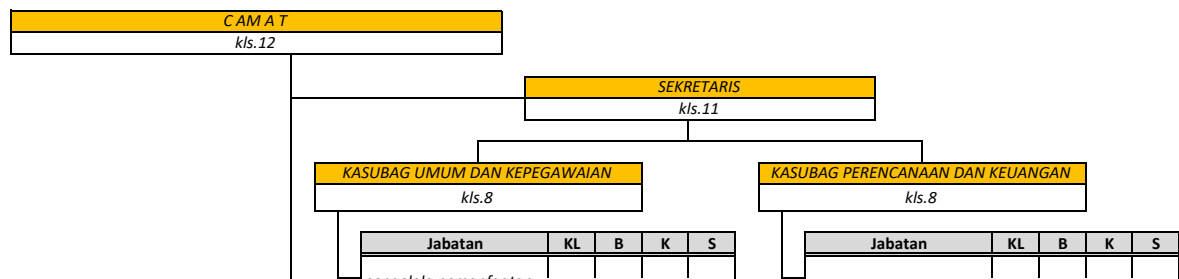 C AM A T
kls.12
SEKRETARIS
kls.11
KASUBAG UMUM DAN KEPEGAWAIAN
kls.8
KASUBAG PERENCANAAN DAN KEUANGAN
kls.8
Jabatan KL B K S
Jabatan KL B K S